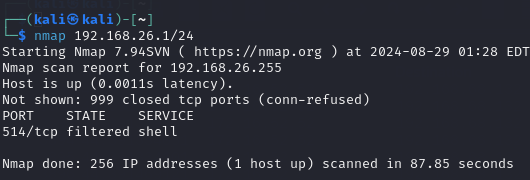 ┌──(kali㉿kali)-[~]
└─$ nmap 192.168.26.1/24
Starting Nmap 7.94SVN ( https://nmap.org ) at 2024-08-29 01:28 EDT
Nmap scan report for 192.168.26.255
Host is up (0.0011s latency).
Not shown: 999 closed tcp ports (conn-refused)
PORT    STATE    SERVICE
514/tcp filtered shell
Nmap done: 256 IP addresses (1 host up) scanned in 87.85 seconds